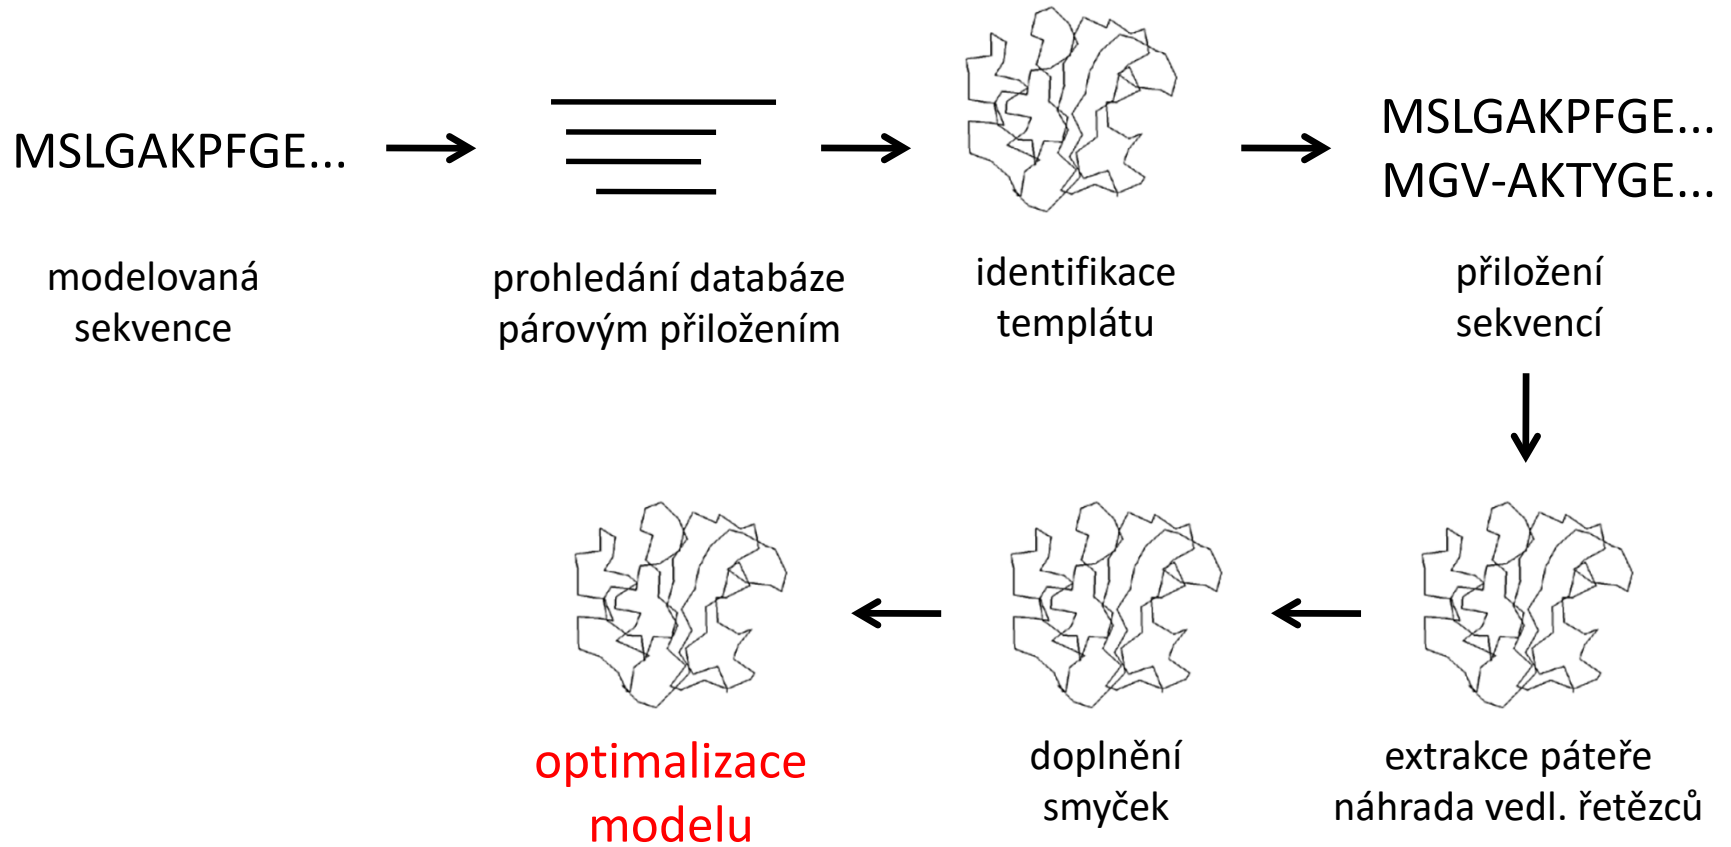 MSLGAKPFGE...
modelovaná
sekvence
prohledání databáze
párovým přiložením
identifikace
templátu
MSLGAKPFGE...
MGV-AKTYGE...
přiložení
sekvencí
extrakce páteře
náhrada vedl. řetězců
doplnění
smyček
optimalizace
modelu